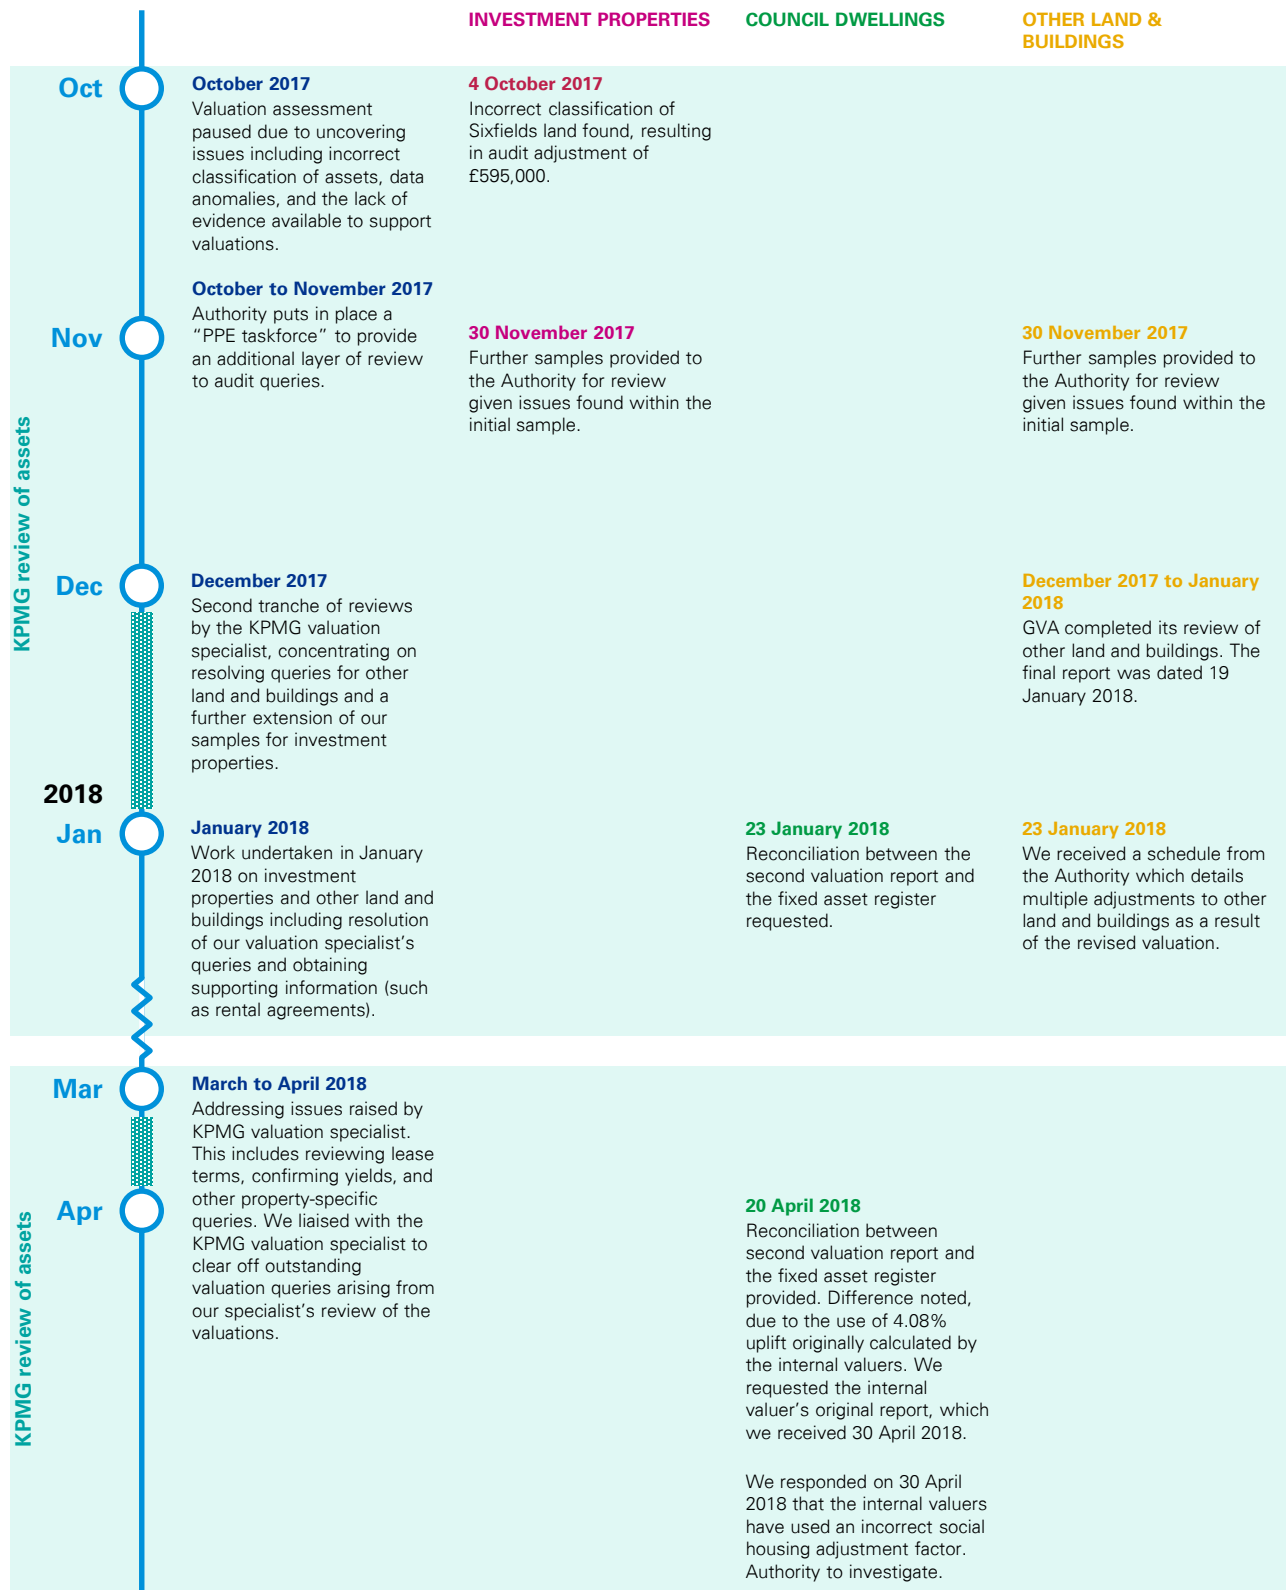 INVESTMENT PROPERTIES
COUNCIL DWELLINGS
OTHER LAND &
BUILDINGS
KPMG review of assets
Oct
October 2017
Valuation assessment
paused due to uncovering
issues including incorrect
classification of assets, data
anomalies, and the lack of
evidence available to support
valuations.
4 October 2017
Incorrect classification of
Sixfields land found, resulting
in audit adjustment of
£595,000.
October to November 2017
Authority puts in place a
“PPE taskforce” to provide
an additional layer of review
to audit queries.
Nov
30 November 2017
Further samples provided to
the Authority for review
given issues found within the
initial sample.
30 November 2017
Further samples provided to
the Authority for review
given issues found within the
initial sample.
Dec
December 2017
Second tranche of reviews
by the KPMG valuation
specialist, concentrating on
resolving queries for other
land and buildings and a
further extension of our
samples for investment
properties.
December 2017 to January
2018
GVA completed its review of
other land and buildings. The
final report was dated 19
January 2018.
2018
Jan
January 2018
Work undertaken in January
2018 on investment
properties and other land and
buildings including resolution
of our valuation specialist’s
queries and obtaining
supporting information (such
as rental agreements).
23 January 2018
Reconciliation between the
second valuation report and
the fixed asset register
requested.
23 January 2018
We received a schedule from
the Authority which details
multiple adjustments to other
land and buildings as a result
of the revised valuation.
KPMG review of assets
Mar
March to April 2018
Addressing issues raised by
KPMG valuation specialist.
This includes reviewing lease
terms, confirming yields, and
other property-specific
queries. We liaised with the
KPMG valuation specialist to
clear off outstanding
valuation queries arising from
our specialist’s review of the
valuations.
Apr
20 April 2018
Reconciliation between
second valuation report and
the fixed asset register
provided. Difference noted,
due to the use of 4.08%
uplift originally calculated by
the internal valuers. We
requested the internal
valuer’s original report, which
we received 30 April 2018.
We responded on 30 April
2018 that the internal valuers
have used an incorrect social
housing adjustment factor.
Authority to investigate.